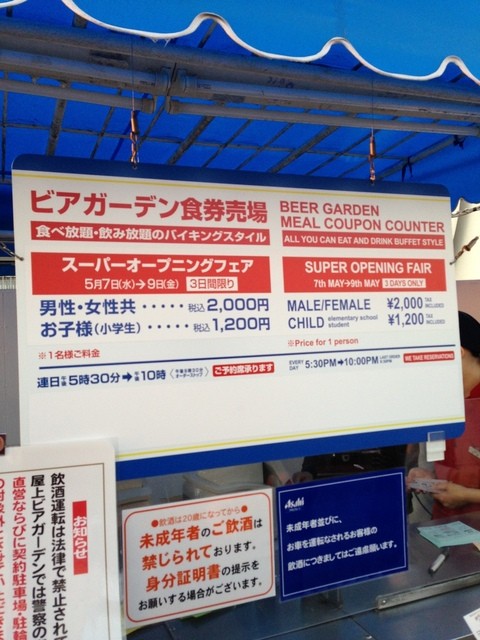 ビアガーデン食券売場
食べ放題・飲み放題のバイキングスタイル
スーパーオープニングフェア
5月7日(水)→9日(金) 3日間限り
男性・女性共・・・・・税込2,000円
お子様(小学生)・・・・・税込1,200円
※1名様ご料金
連日午後5時30分→午後10時 ご予約席承ります
BEER GARDEN
MEAL COUPON COUNTER
ALL YOU CAN EAT AND DRINK BUFFET STYLE
SUPER OPENING FAIR
7th MAY→9th MAY 3 DAYS ONLY
MALE/FEMALE ¥2,000 TAX INCLUDED
CHILD elementary school student ¥1,200 TAX INCLUDED
※Price for 1 person
EVERY DAY 5:30PM→10:00PM LAST ORDER WE TAKE RESERVATIONS
お知らせ
飲酒運転は法律で禁止されて
屋上ビアガーデンでは警察の
直営ならびに契約駐車場・駐輪
●飲酒は20歳になってから●
未成年者のご飲酒は
禁じられております。
身分証明書の提示を
お願いする場合がございます。
Asahi
未成年者並びに、
お車を運転なされるお客様の
飲酒につきましてはご遠慮願います。